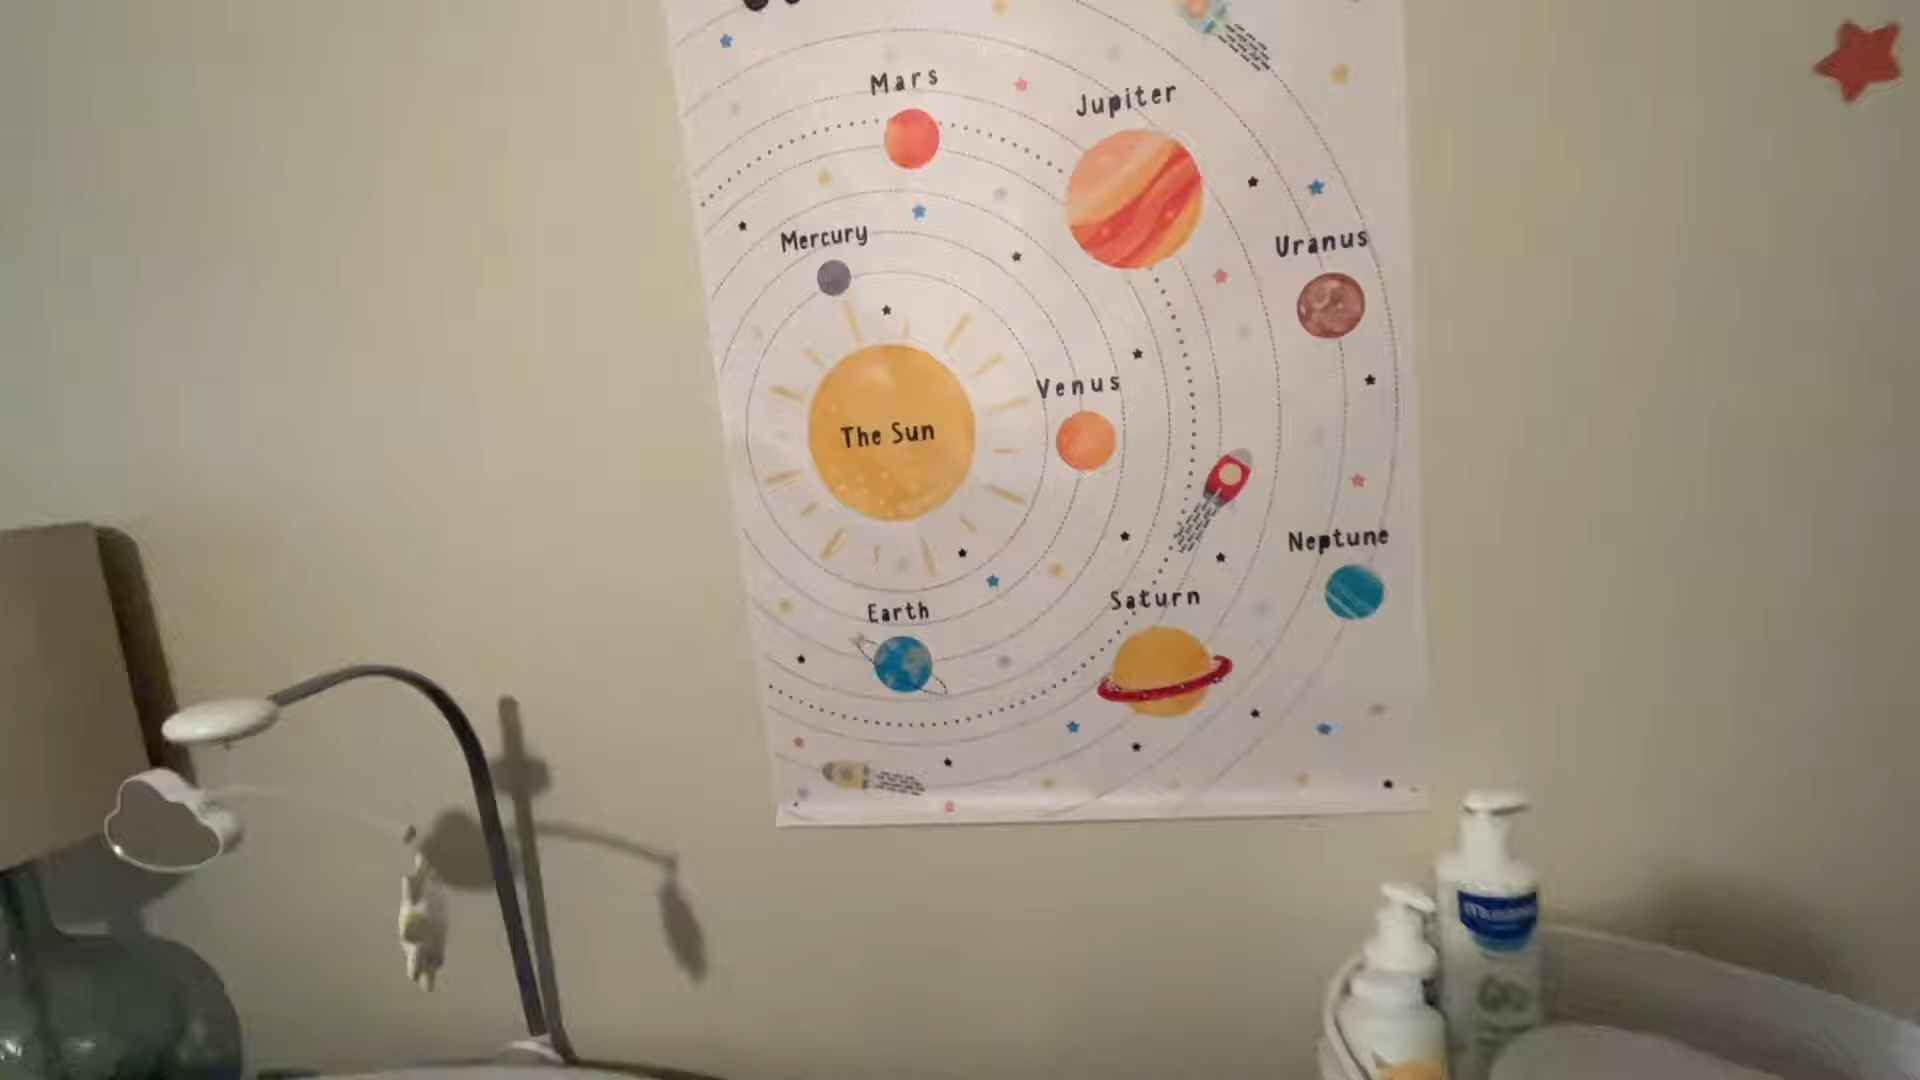 Mars
Jupiter
Mercury
Uranus
Venus
The Sun
Neptune
Saturn
Earth